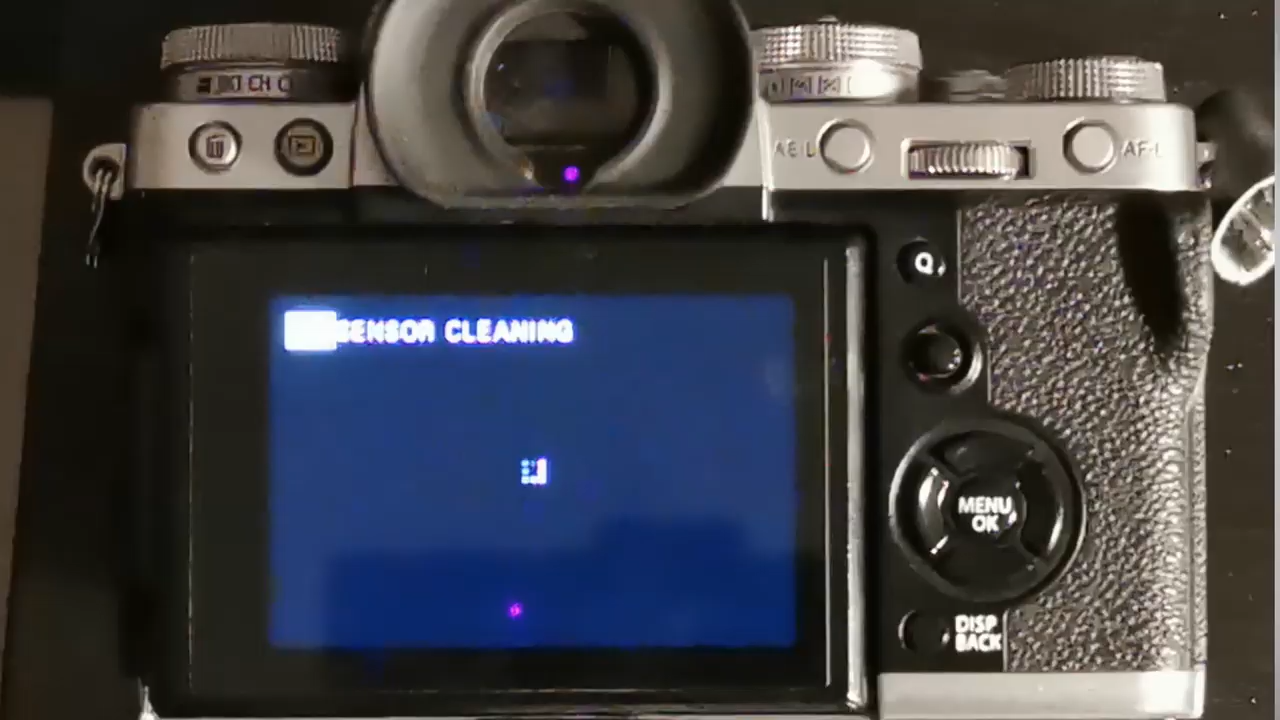 CH
AE L
AF-L
Q
SENSOR CLEANING
MENU
OK
DISP
BACK